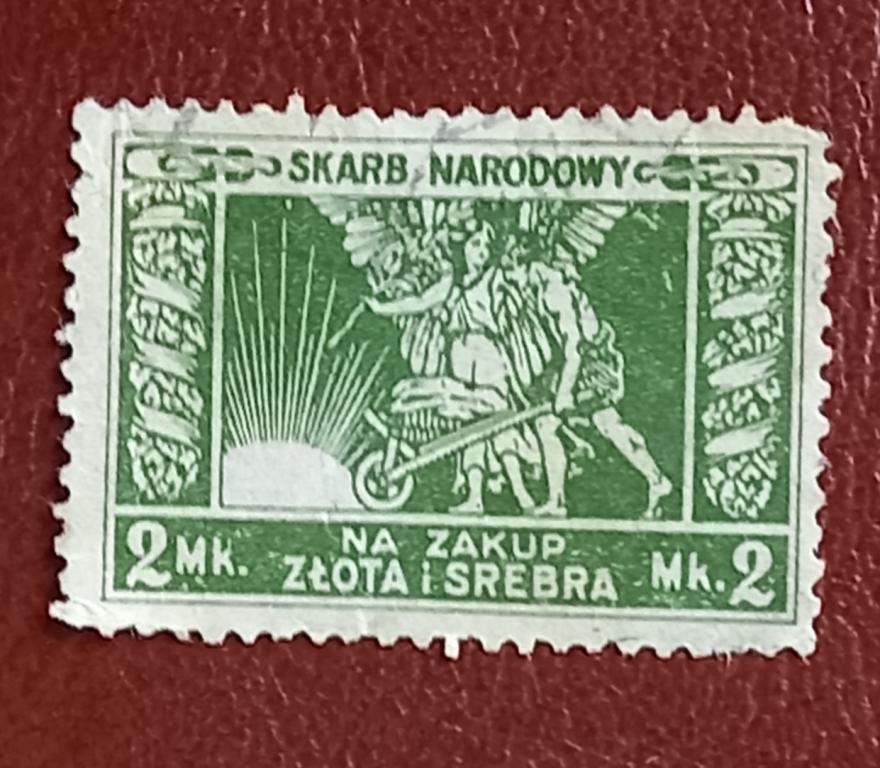 SKARB NARODOWY
NA ZAKUP
2 Mk. ZŁOTA i SREBRA Mk. 2